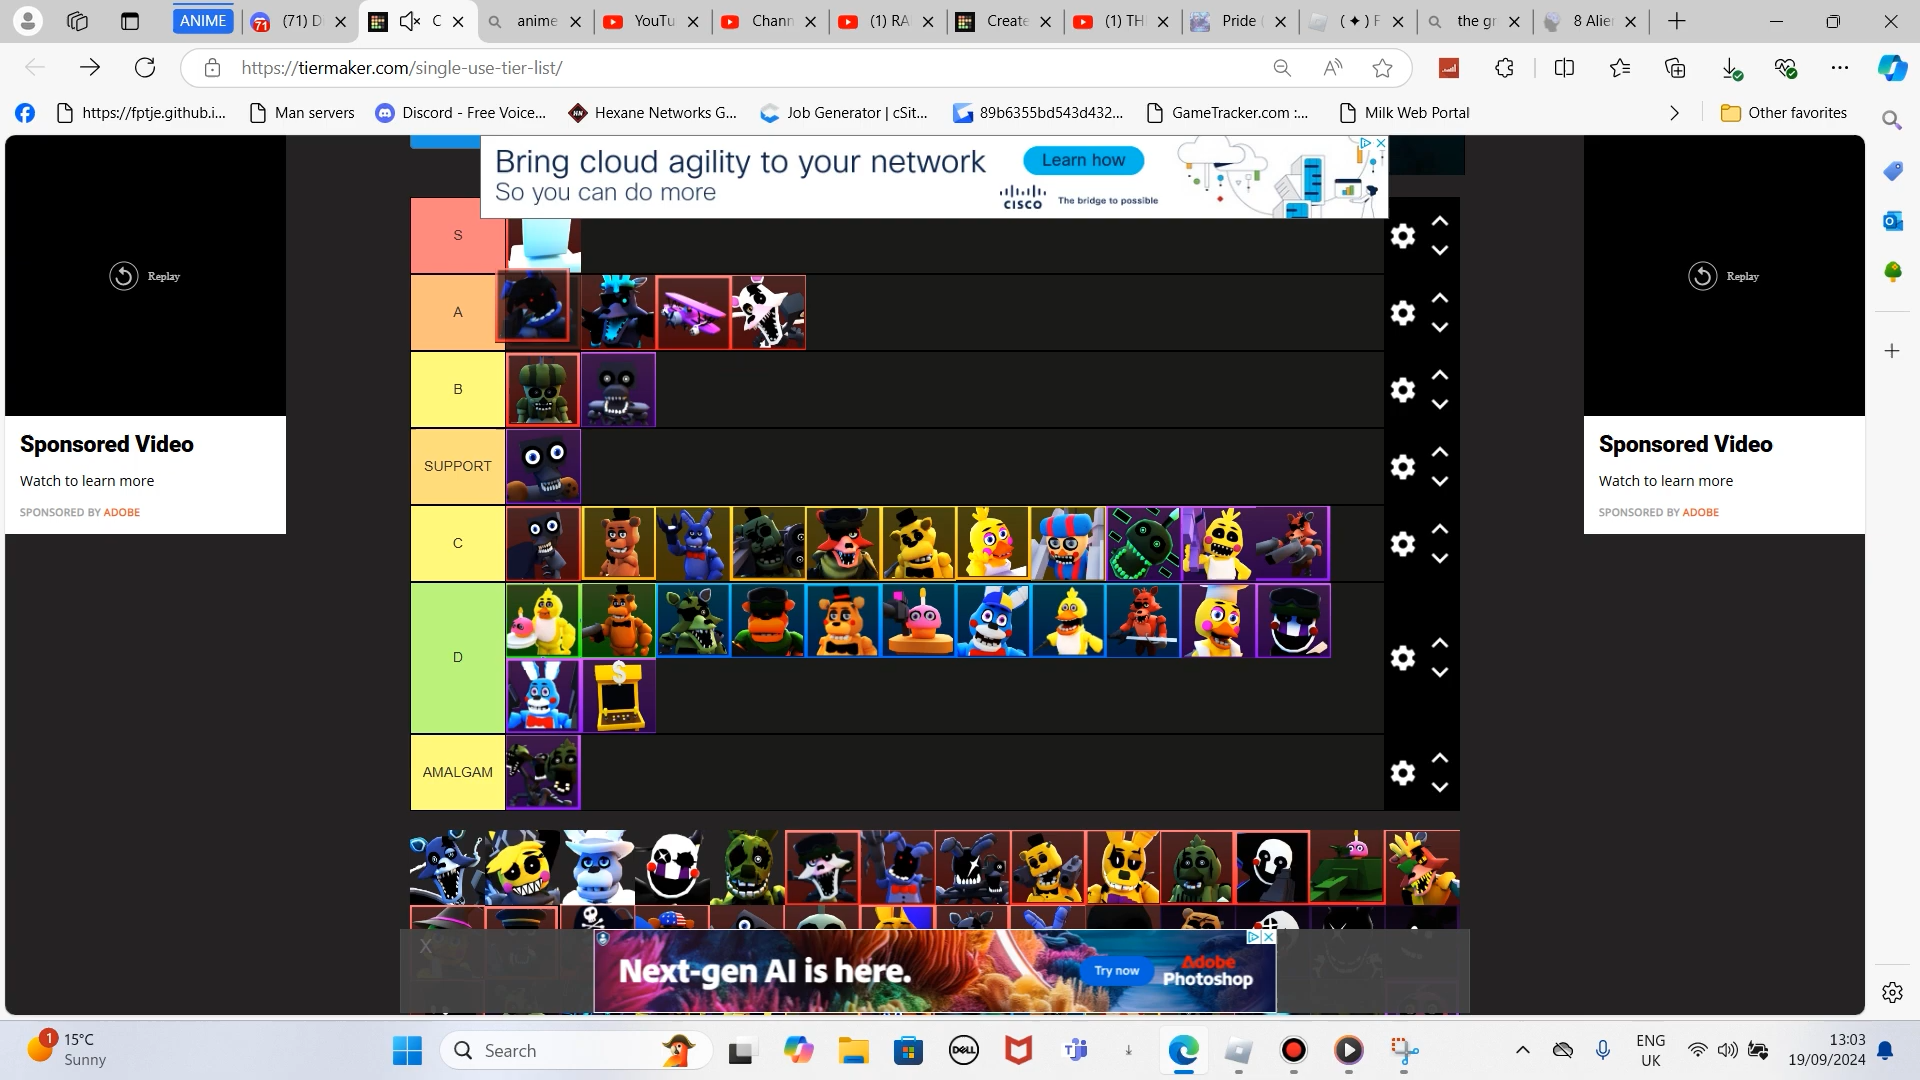 ANIME
71
(71) D
C
anime
YouTu
Chann
(1) RA
Create
(1) TH
Pride (
( ✦ ) F
the gr
8 Alier
https://tiermaker.com/single-use-tier-list/
https://fptje.github.i...
Man servers
Discord - Free Voice...
Hexane Networks G...
Job Generator | cSit...
89b6355bd543d432...
GameTracker.com :...
Milk Web Portal
Other favorites
Bring cloud agility to your network
So you can do more
Learn how
CISCO
The bridge to possible
Replay
Sponsored Video
Watch to learn more
SPONSORED BY ADOBE
S
A
B
SUPPORT
C
D
$
AMALGAM
Replay
Sponsored Video
Watch to learn more
SPONSORED BY ADOBE
X
Next-gen AI is here.
Try now
Adobe
Photoshop
1
15°C
Sunny
Search
DELL
ENG
UK
13:03
19/09/2024